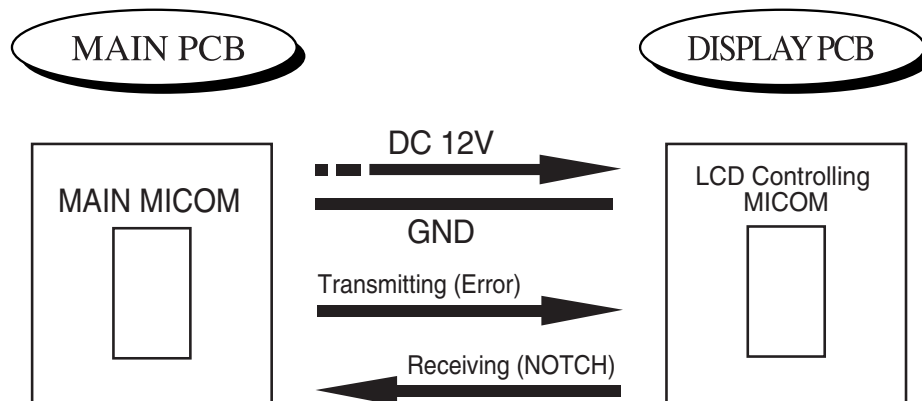 MAIN PCB
DISPLAY PCB
DC 12V
MAIN MICOM
LCD Controlling
MICOM
GND
Transmitting (Error)
Receiving (NOTCH)